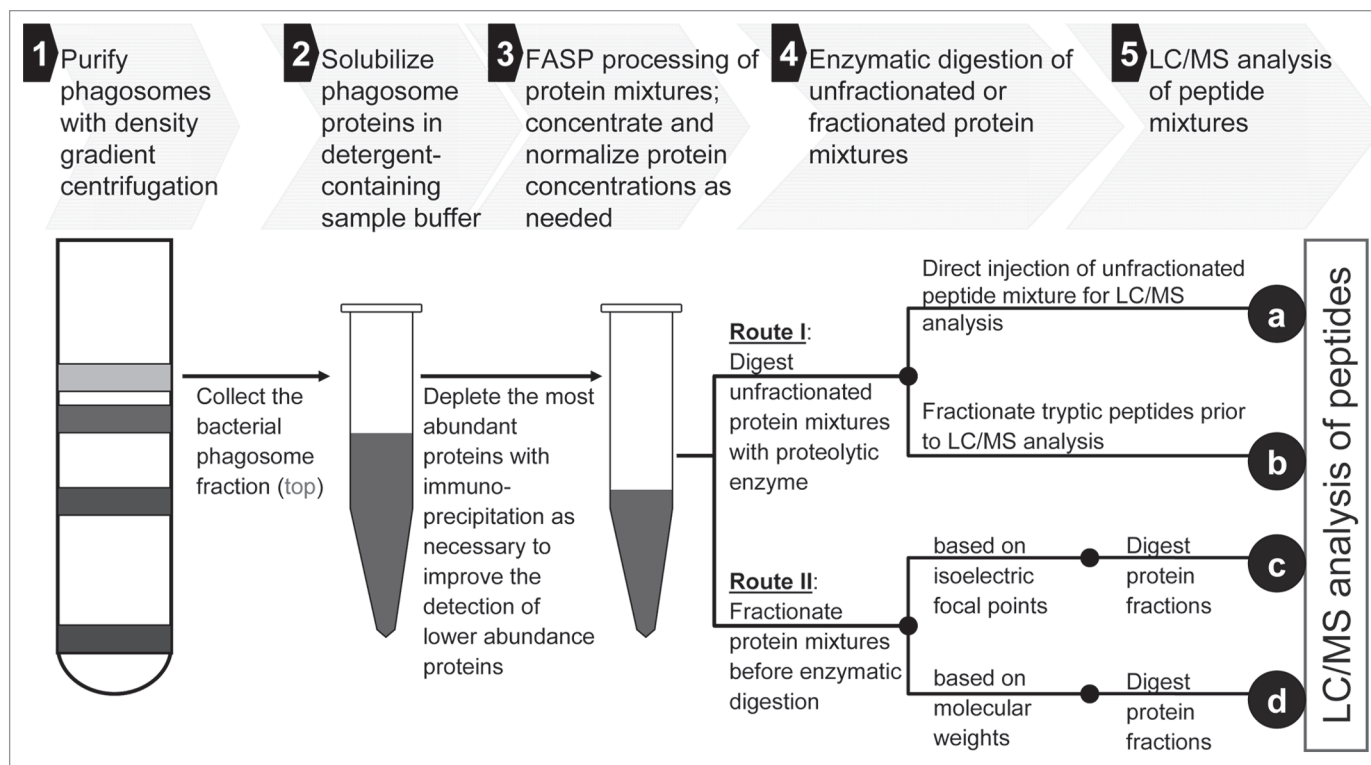 1 Purify
phagosomes
with density
gradient
centrifugation
2 Solubilize
phagosome
proteins in
detergent-
containing
sample buffer
3 FASP processing of
protein mixtures;
concentrate and
normalize protein
concentrations as
needed
4 Enzymatic digestion of
unfractionated or
fractionated protein
mixtures
5 LC/MS analysis
of peptide
mixtures
Collect the
bacterial
phagosome
fraction (top)
Deplete the most
abundant
proteins with
immuno-
precipitation as
necessary to
improve the
detection of
lower abundance
proteins
Route I:
Digest
unfractionated
protein mixtures
with proteolytic
enzyme
Direct injection of unfractionated
peptide mixture for LC/MS
analysis
a
Fractionate tryptic peptides prior
to LC/MS analysis
b
Route II:
Fractionate
protein mixtures
before enzymatic
digestion
based on
isoelectric
focal points
Digest
protein
fractions
c
based on
molecular
weights
Digest
protein
fractions
d
LC/MS analysis of peptides